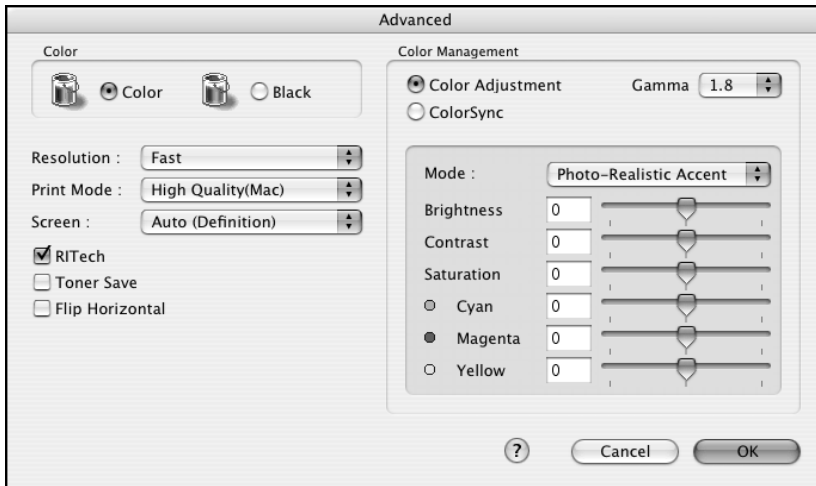 Advanced
Color
Color
Black
Resolution :
Fast
Print Mode :
High Quality(Mac)
Screen :
Auto (Definition)
RITech
Toner Save
Flip Horizontal
Color Management
Color Adjustment
Gamma
1.8
ColorSync
Mode :
Photo-Realistic Accent
Brightness
0
Contrast
0
Saturation
0
Cyan
0
Magenta
0
Yellow
0
?
Cancel
OK